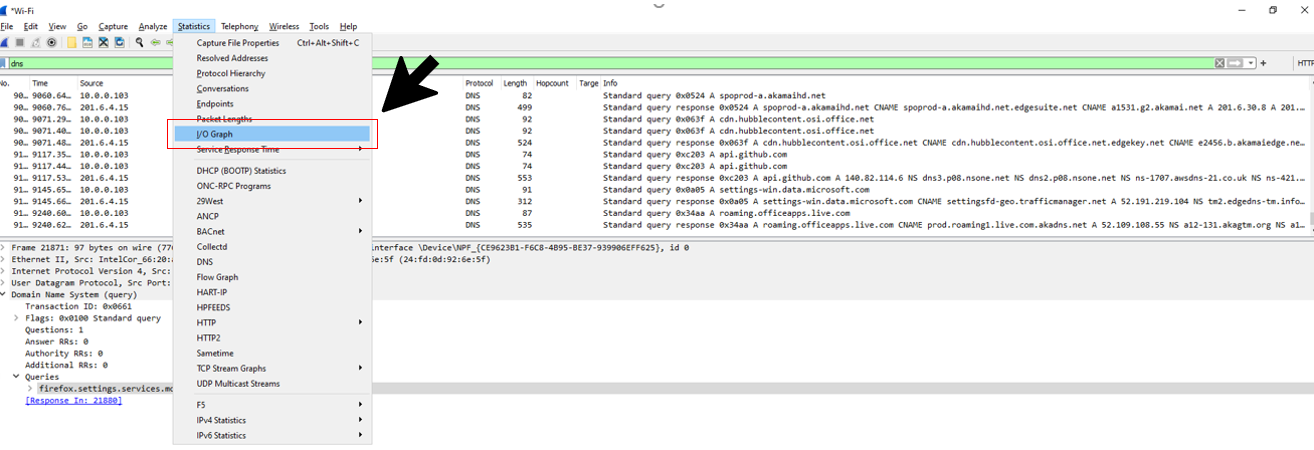 *Wi-Fi
File Edit View Go Capture Analyze Statistics Telephony Wireless Tools Help
Capture File Properties Ctrl+Alt+Shift+C
Resolved Addresses
Protocol Hierarchy
Conversations
Endpoints
Packet Lengths
I/O Graph
Service Response Time
DHCP (BOOTP) Statistics
ONC-RPC Programs
29West
ANCP
BACnet
Collectd
DNS
Flow Graph
HART-IP
HPFEEDS
HTTP
HTTP2
Sametime
TCP Stream Graphs
UDP Multicast Streams
F5
IPv4 Statistics
IPv6 Statistics
dns
HTTP
No. Time Source Protocol Length Hopcount Targe Info
90… 9060.64… 10.0.0.103 DNS 82 Standard query 0x0524 A spoprod-a.akamaihd.net
90… 9060.76… 201.6.4.15 DNS 499 Standard query response 0x0524 A spoprod-a.akamaihd.net CNAME spoprod-a.akamaihd.net.edgesuite.net CNAME a1531.g2.akamai.net A 201.6.30.8 A 201.…
90… 9071.29… 10.0.0.103 DNS 92 Standard query 0x063f A cdn.hubblecontent.osi.office.net
90… 9071.40… 10.0.0.103 DNS 92 Standard query 0x063f A cdn.hubblecontent.osi.office.net
90… 9071.48… 201.6.4.15 DNS 524 Standard query response 0x063f A cdn.hubblecontent.osi.office.net CNAME cdn.hubblecontent.osi.office.net.edgekey.net CNAME e2456.b.akamaiedge.ne…
91… 9117.35… 10.0.0.103 DNS 74 Standard query 0xc203 A api.github.com
91… 9117.44… 10.0.0.103 DNS 74 Standard query 0xc203 A api.github.com
91… 9117.53… 201.6.4.15 DNS 553 Standard query response 0xc203 A api.github.com A 140.82.114.6 NS dns3.p08.nsone.net NS dns2.p08.nsone.net NS ns-1707.awsdns-21.co.uk NS ns-421.…
91… 9145.65… 10.0.0.103 DNS 91 Standard query 0x0a05 A settings-win.data.microsoft.com
91… 9145.66… 201.6.4.15 DNS 312 Standard query response 0x0a05 A settings-win.data.microsoft.com CNAME settingsfd-geo.trafficmanager.net A 52.191.219.104 NS tm2.edgedns-tm.info…
91… 9240.60… 10.0.0.103 DNS 87 Standard query 0x34aa A roaming.officeapps.live.com
91… 9240.62… 201.6.4.15 DNS 535 Standard query response 0x34aa A roaming.officeapps.live.com CNAME prod.roaming1.live.com.akadns.net A 52.109.108.55 NS a12-131.akagtm.org NS a1…
Frame 21871: 97 bytes on wire (77 interface \Device\NPF_{CE9623B1-F6C8-4B95-BE37-939906EFF625}, id 0
Ethernet II, Src: IntelCor_66:20: 6e:5f (24:fd:0d:92:6e:5f)
Internet Protocol Version 4, Src:
User Datagram Protocol, Src Port:
Domain Name System (query)
Transaction ID: 0x0661
Flags: 0x0100 Standard query
Questions: 1
Answer RRs: 0
Authority RRs: 0
Additional RRs: 0
Queries
firefox.settings.services.mo
[Response In: 21880]